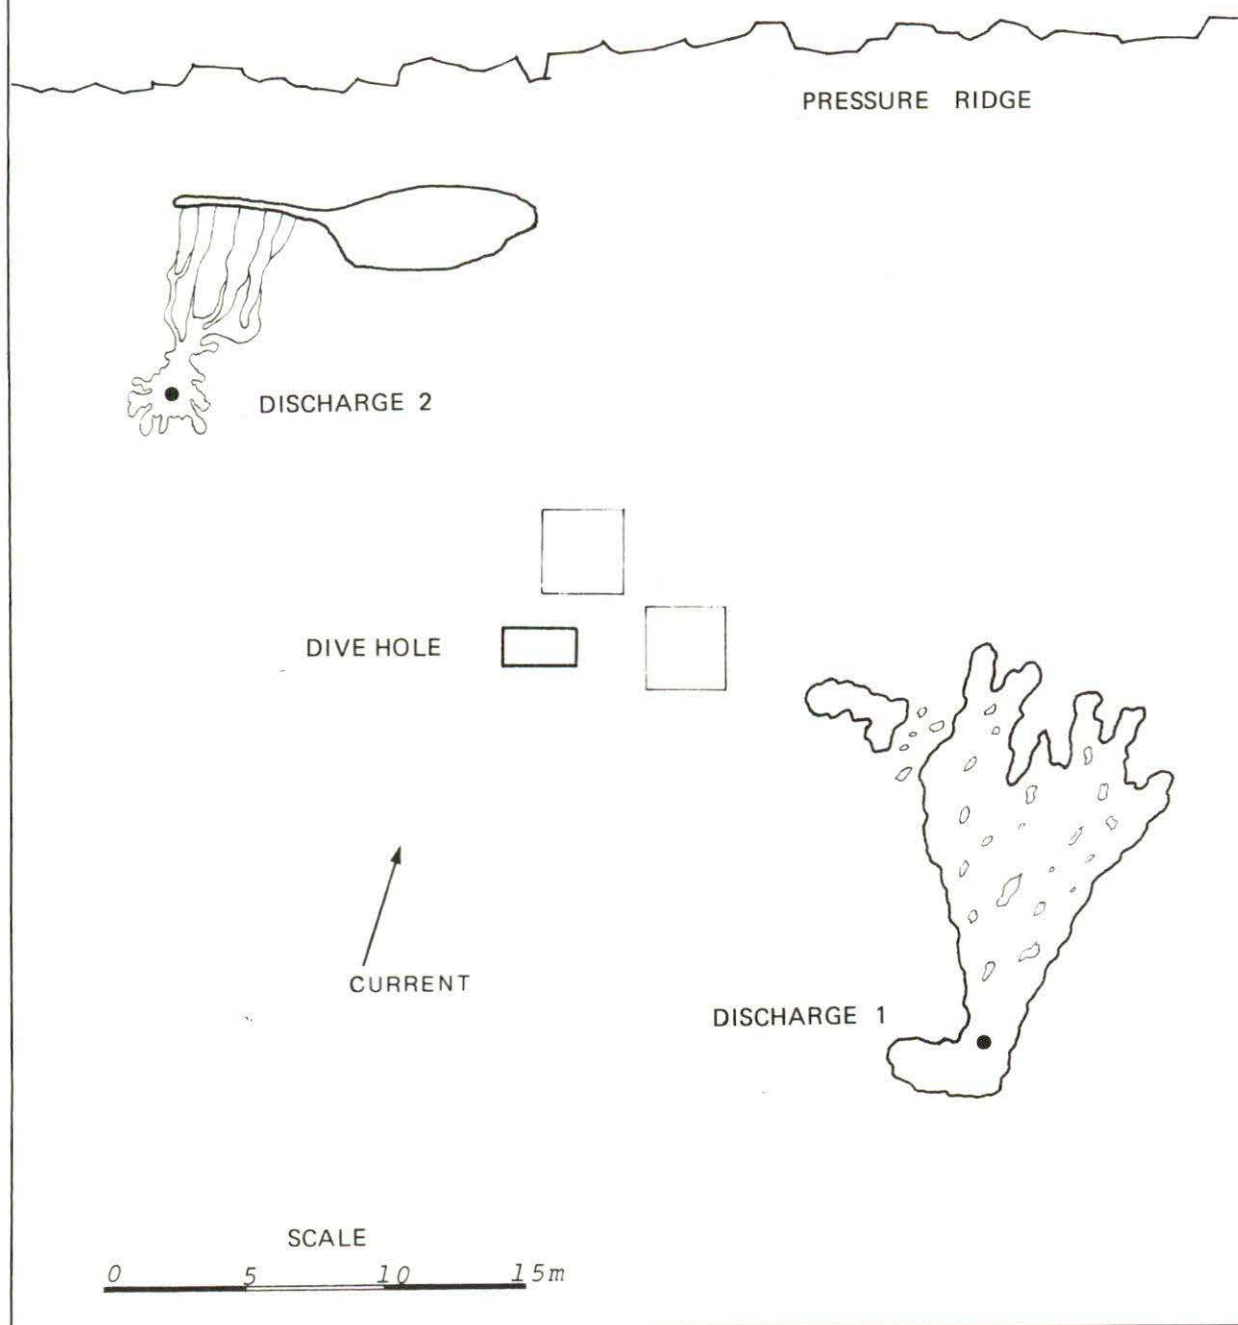 PRESSURE RIDGE
DISCHARGE 2
DIVE HOLE
CURRENT
DISCHARGE 1
SCALE
0 5 10 15m